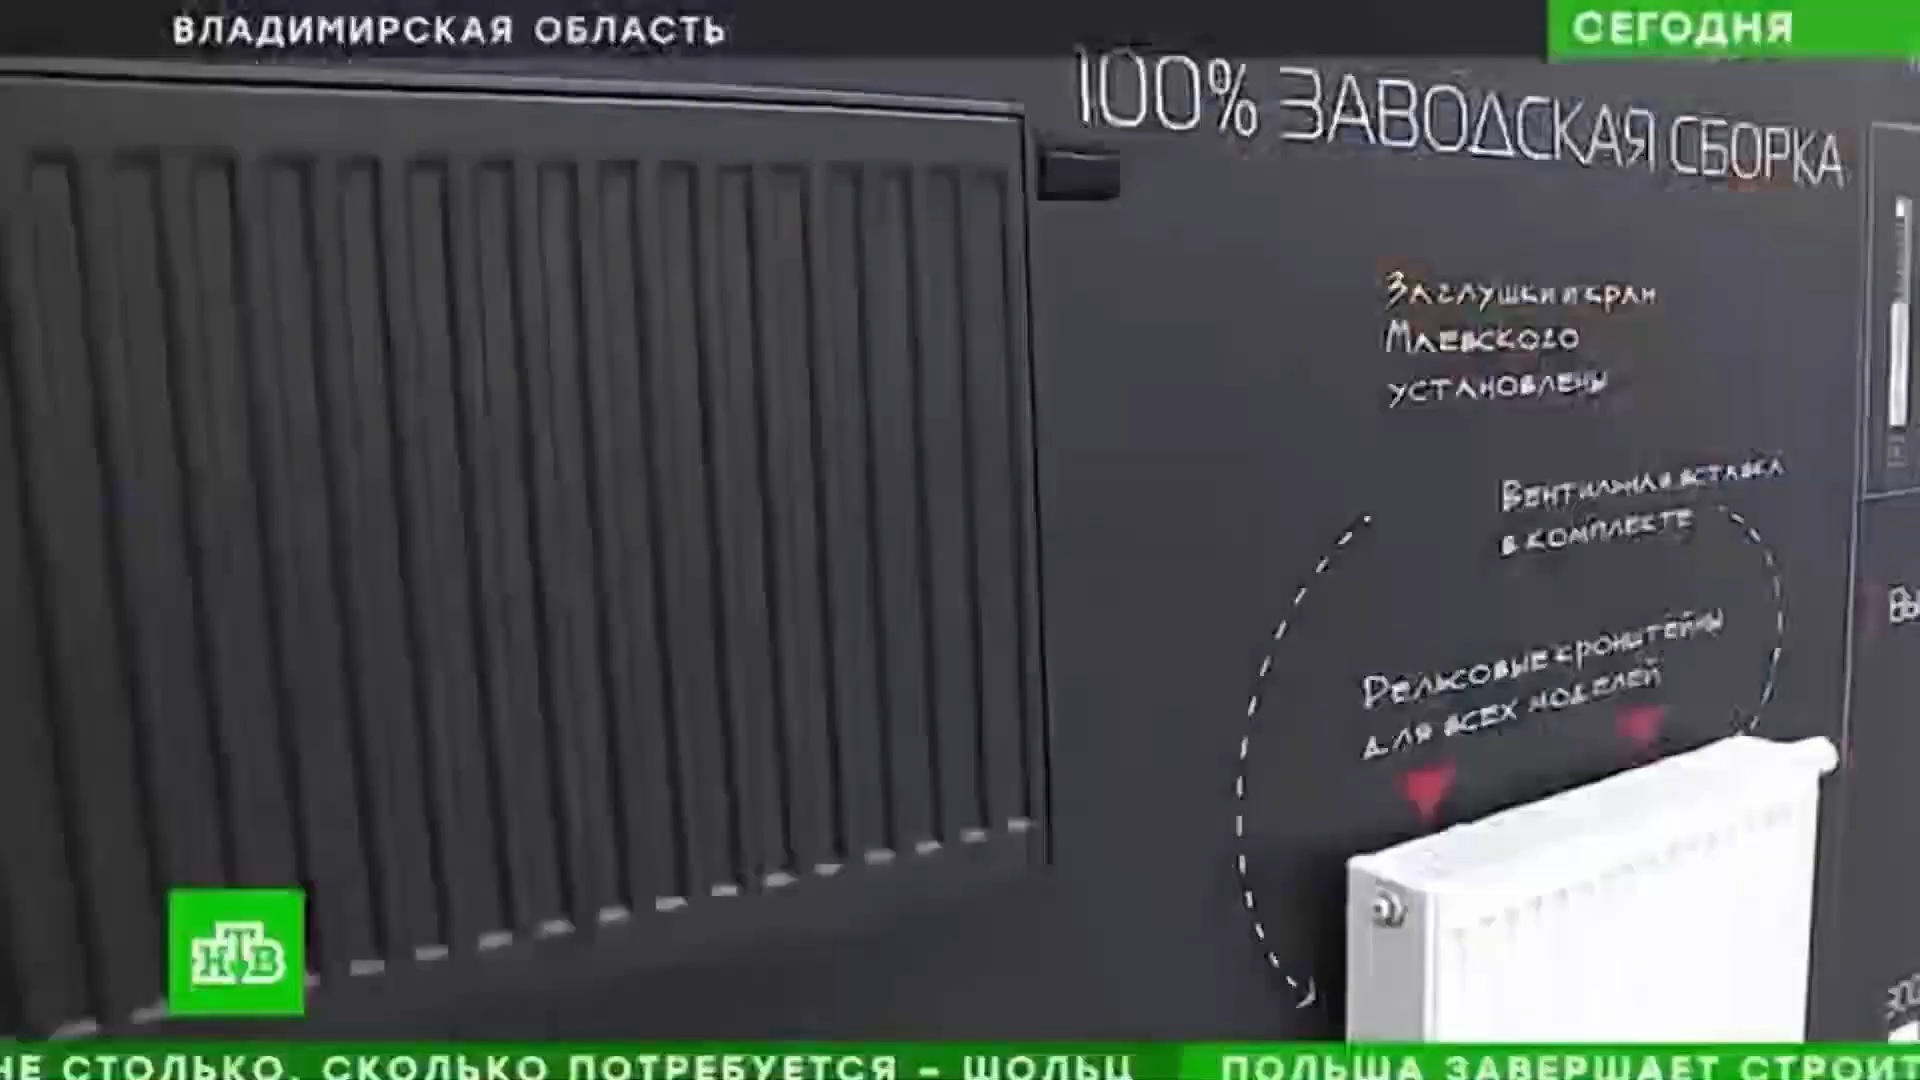 ВЛАДИМИРСКАЯ ОБЛАСТЬ
СЕГОДНЯ
100% ЗАВОДСКАЯ СБОРКА
ЗАГЛУШКИ И КРАН
МАЕВСКОГО
УСТАНОВЛЕНЫ
ВЕНТИЛЬНАЯ ВСТАВКА
В КОМПЛЕКТЕ
РЕЛЬСОВЫЕ КРОНШТЕЙНЫ
ДЛЯ ВСЕХ МОДЕЛЕЙ
НТВ
НЕ СТОЛЬКО, СКОЛЬКО ПОТРЕБУЕТСЯ – ШОЛЬЦ
ПОЛЬША ЗАВЕРШАЕТ СТРОИТ